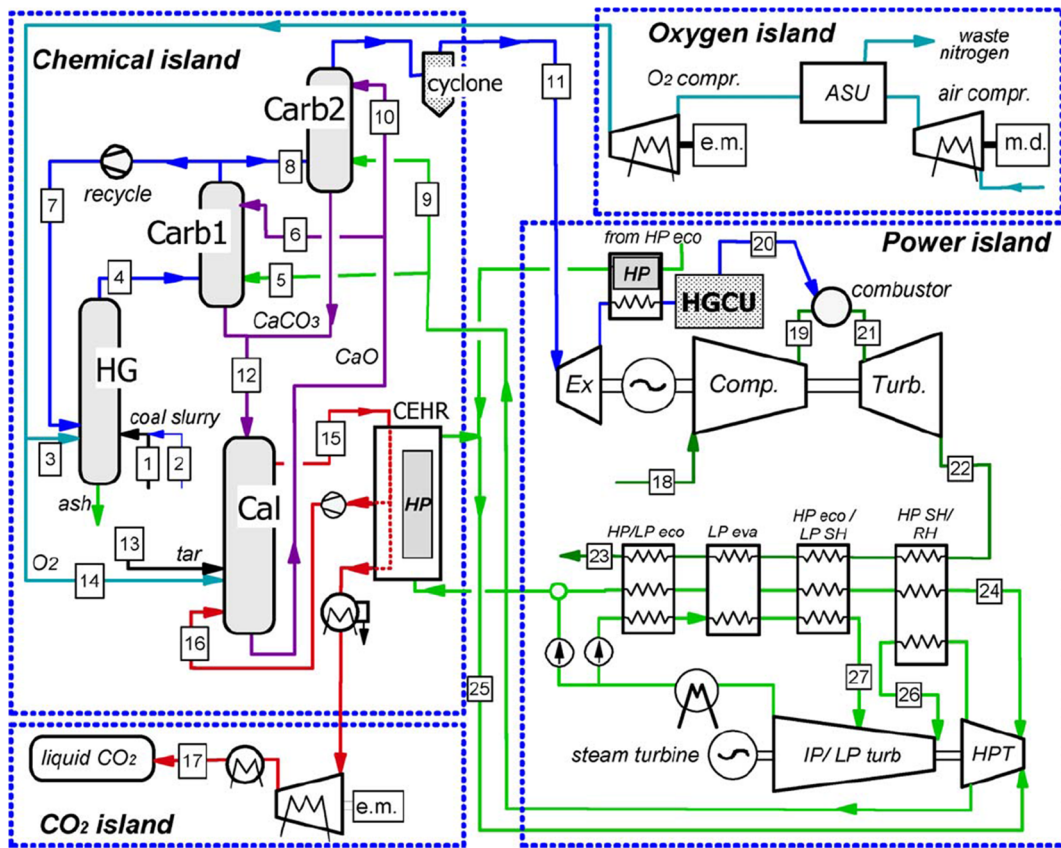 Chemical island
Carb2
cyclone
10
11
8
9
7
recycle
Carb1
6
5
4
CaCO3
CaO
HG
12
coal slurry
3
1
2
ash
CEHR
15
HP
Cal
13
tar
O2
14
16
25
liquid CO2
17
e.m.
CO2 island
Oxygen island
waste
nitrogen
O2 compr.
ASU
air compr.
e.m.
m.d.
Power island
from HP eco
20
HP
HGCU
combustor
19
21
Ex
Comp.
Turb.
18
22
HP/LP eco
LP eva
HP eco /
LP SH
HP SH/
RH
23
24
27
26
steam turbine
IP/ LP turb
HPT